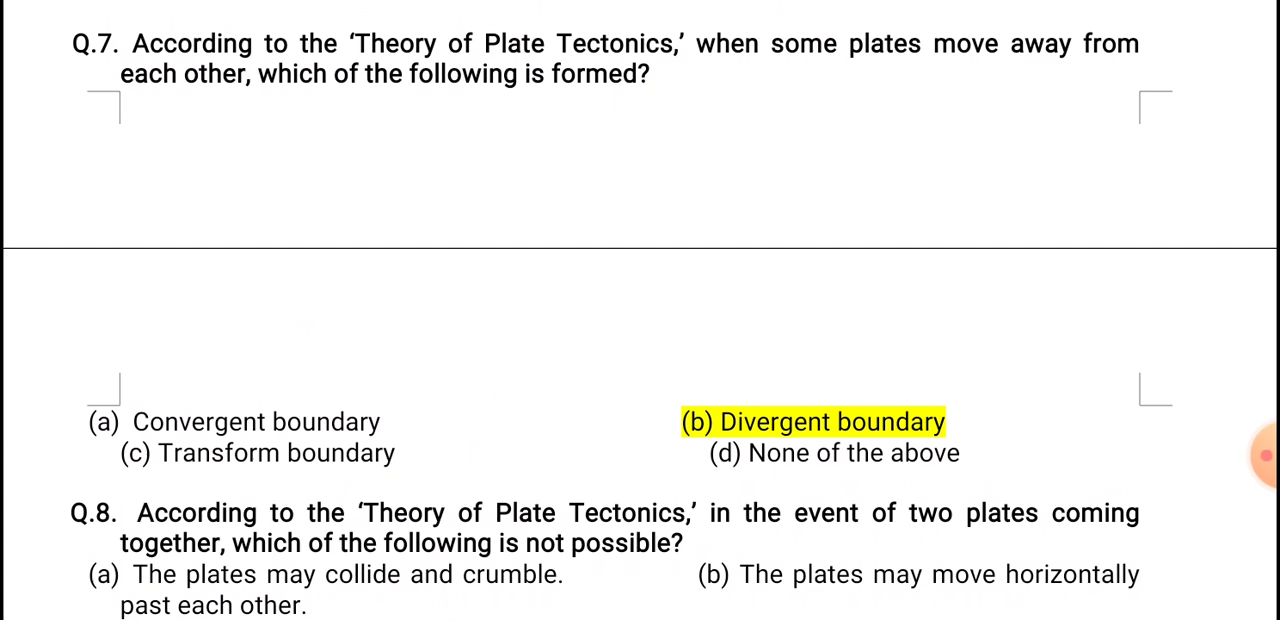 Q.7. According to the ‘Theory of Plate Tectonics,’ when some plates move away from
each other, which of the following is formed?
(a) Convergent boundary (b) Divergent boundary
(c) Transform boundary (d) None of the above
Q.8. According to the ‘Theory of Plate Tectonics,’ in the event of two plates coming
together, which of the following is not possible?
(a) The plates may collide and crumble. (b) The plates may move horizontally
past each other.